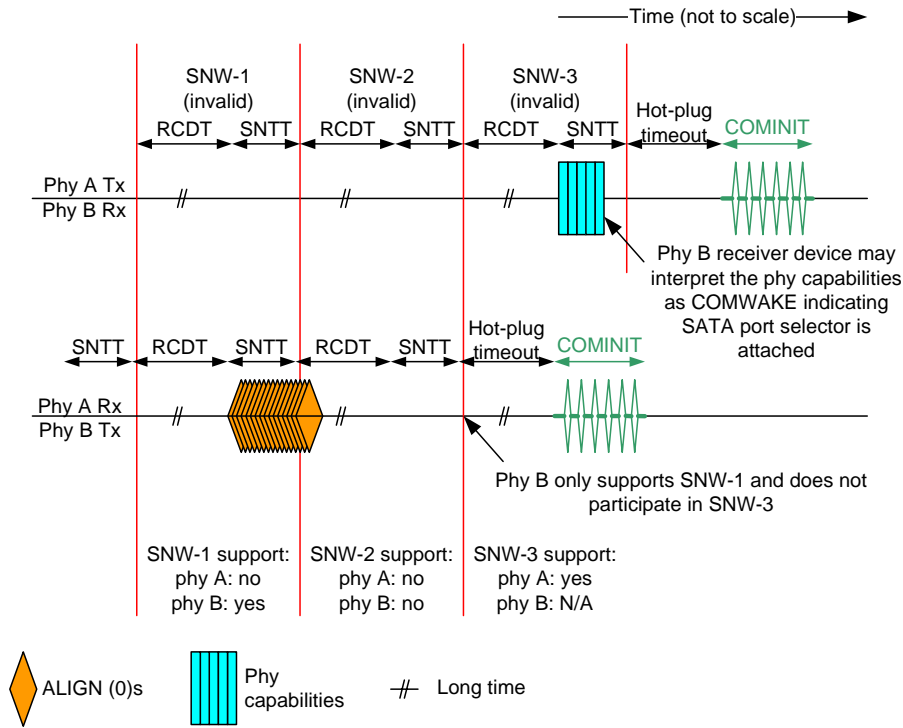 Time (not to scale)
SNW-1
(invalid)
SNW-2
(invalid)
SNW-3
(invalid)
Hot-plug
timeout
RCDT
SNTT
RCDT
SNTT
RCDT
SNTT
COMINIT
Phy A Tx
Phy B Rx
Phy B receiver device may
interpret the phy capabilities
as COMWAKE indicating
SATA port selector is
attached
Hot-plug
timeout
SNTT
RCDT
SNTT
RCDT
SNTT
COMINIT
Phy A Rx
Phy B Tx
Phy B only supports SNW-1 and does not
participate in SNW-3
SNW-1 support:
phy A: no
phy B: yes
SNW-2 support:
phy A: no
phy B: no
SNW-3 support:
phy A: yes
phy B: N/A
ALIGN (0)s
Phy
capabilities
Long time